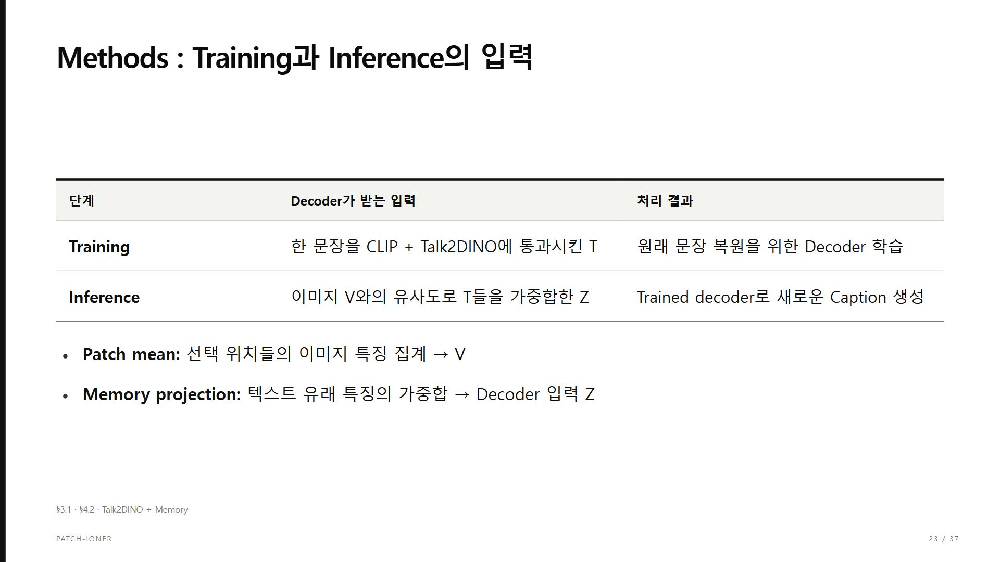 Methods : Training과 Inference의 입력
단계 Decoder가 받는 입력 처리 결과
Training 한 문장을 CLIP + Talk2DINO에 통과시킨 T 원래 문장 복원을 위한 Decoder 학습
Inference 이미지 V와의 유사도로 T들을 가중합한 Z Trained decoder로 새로운 Caption 생성
• Patch mean: 선택 위치들의 이미지 특징 집계 → V
• Memory projection: 텍스트 유래 특징의 가중합 → Decoder 입력 Z
§3.1 · §4.2 · Talk2DINO + Memory
PATCH-IONER 23 / 37